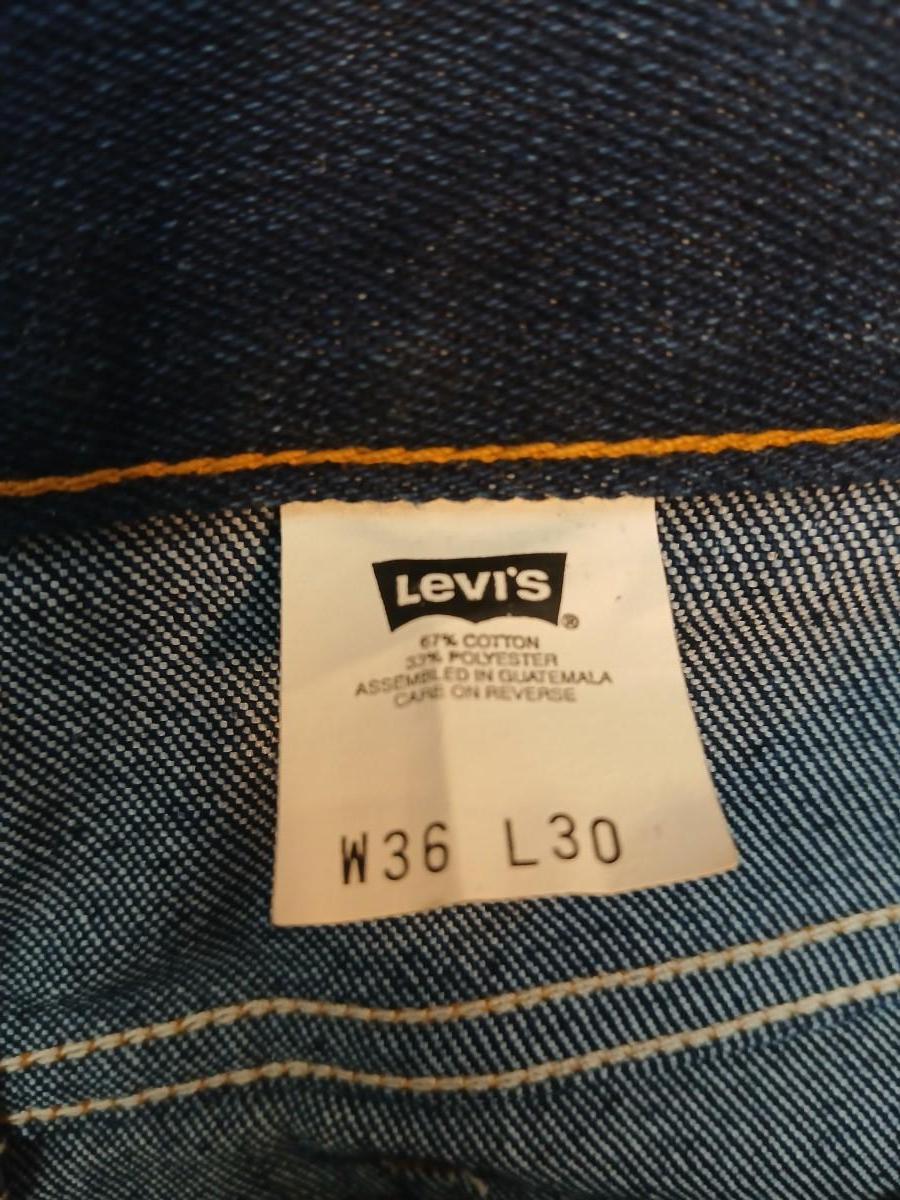 LEVI'S ®
67% COTTON
33% POLYESTER
ASSEMBLED IN GUATEMALA
CARE ON REVERSE
W36 L30